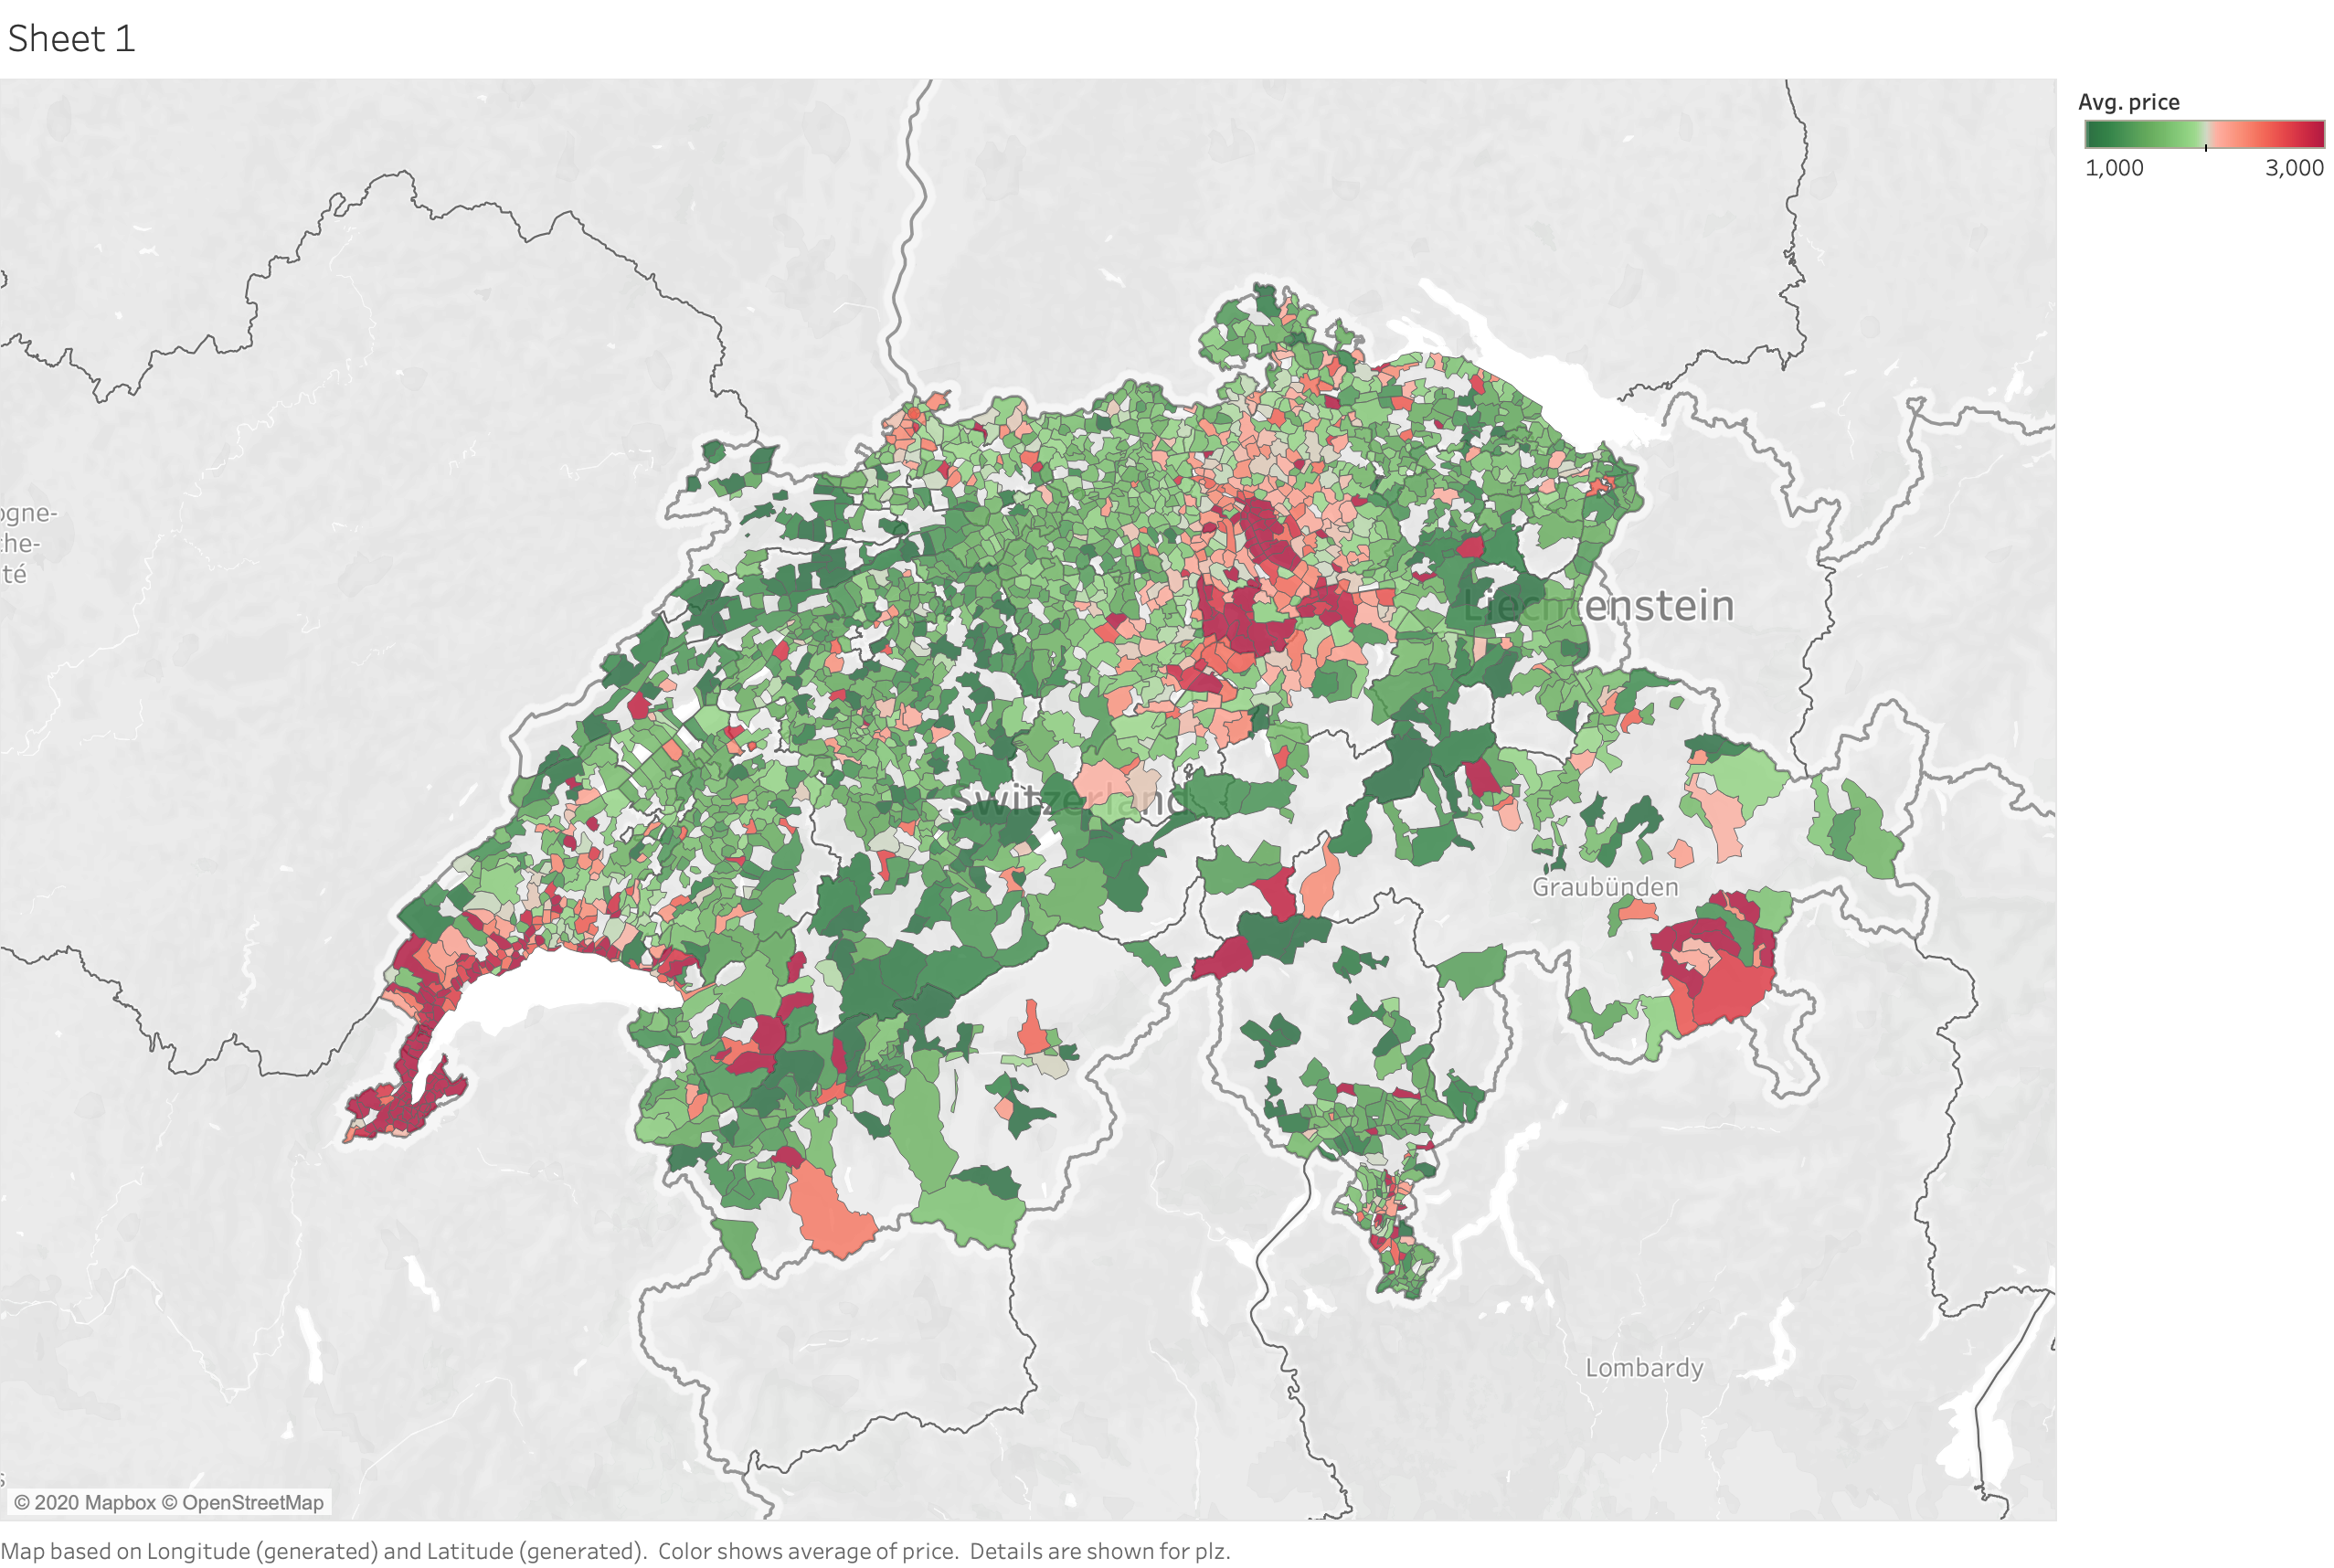 Sheet 1
Avg. price
1,000
3,000
ogne-
che-
té
Liechtenstein
Switzerland
Graubünden
Lombardy
s
© 2020 Mapbox © OpenStreetMap
Map based on Longitude (generated) and Latitude (generated).  Color shows average of price.  Details are shown for plz.